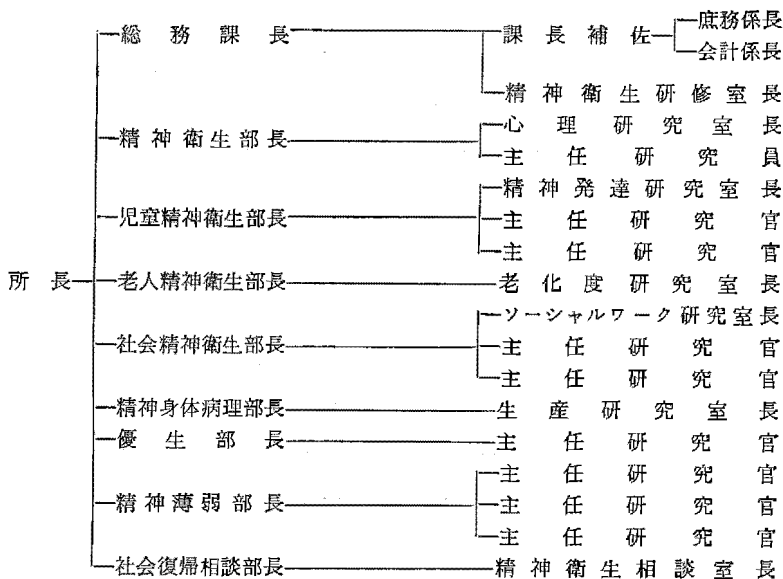 庶務係長
総務課長 課長補佐
会計係長
精神衛生研修室長
心理研究室長
精神衛生部長
主任研究員
精神発達研究室長
児童精神衛生部長 主任研究官
主任研究官
所長 老人精神衛生部長 老化度研究室長
ソーシャルワーク研究室長
社会精神衛生部長 主任研究官
主任研究官
精神身体病理部長 生産研究室長
優生部長 主任研究官
主任研究官
精神薄弱部長 主任研究官
主任研究官
社会復帰相談部長 精神衛生相談室長